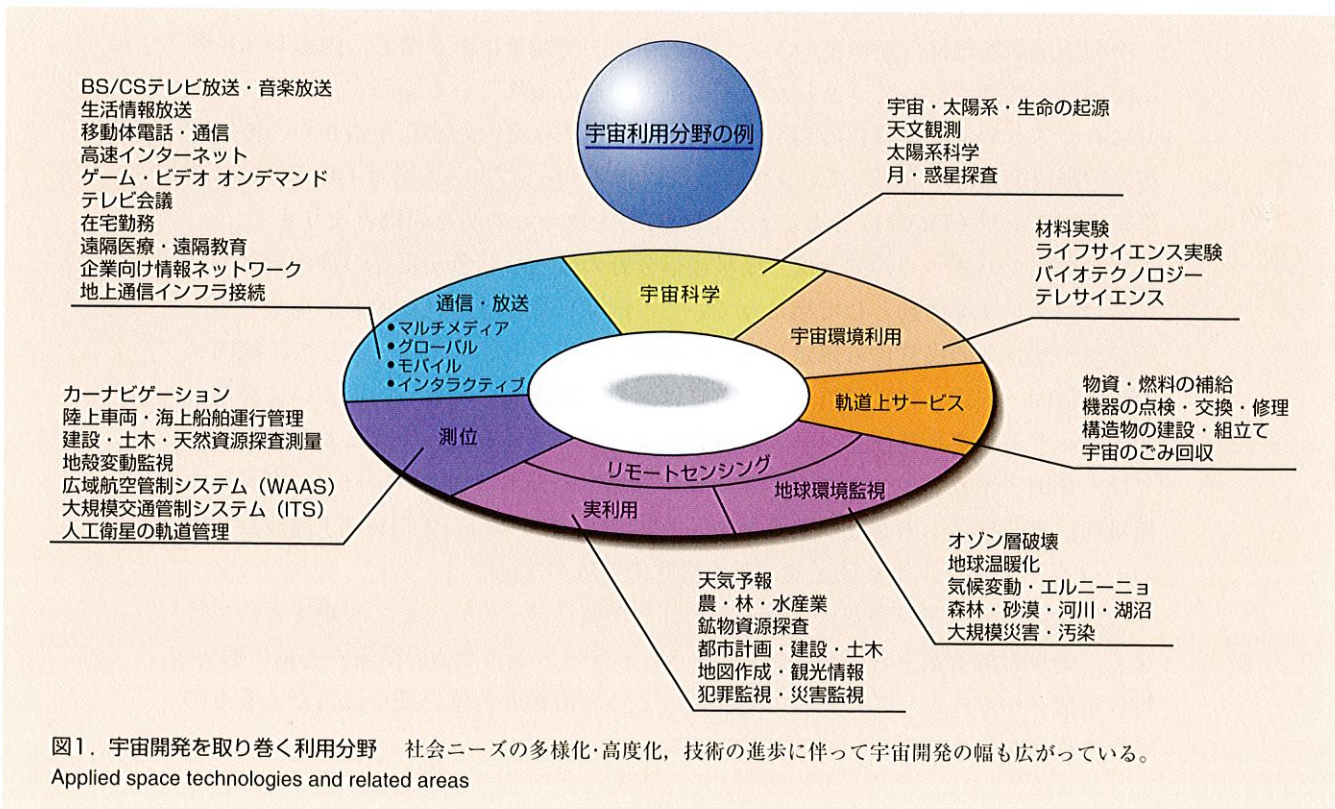 宇宙利用分野の例
BS/CSテレビ放送・音楽放送
生活情報放送
移動体電話・通信
高速インターネット
ゲーム・ビデオ オンデマンド
テレビ会議
在宅勤務
遠隔医療・遠隔教育
企業向け情報ネットワーク
地上通信インフラ接続
宇宙・太陽系・生命の起源
天文観測
太陽系科学
月・惑星探査
材料実験
ライフサイエンス実験
バイオテクノロジー
テレサイエンス
通信・放送
•マルチメディア
•グローバル
•モバイル
•インタラクティブ
宇宙科学
宇宙環境利用
軌道上サービス
測位
リモートセンシング
実利用
地球環境監視
カーナビゲーション
陸上車両・海上船舶運行管理
建設・土木・天然資源探査測量
地殻変動監視
広域航空管制システム（WAAS）
大規模交通管制システム（ITS）
人工衛星の軌道管理
物資・燃料の補給
機器の点検・交換・修理
構造物の建設・組立て
宇宙のごみ回収
天気予報
農・林・水産業
鉱物資源探査
都市計画・建設・土木
地図作成・観光情報
犯罪監視・災害監視
オゾン層破壊
地球温暖化
気候変動・エルニーニョ
森林・砂漠・河川・湖沼
大規模災害・汚染
図1．宇宙開発を取り巻く利用分野　社会ニーズの多様化・高度化，技術の進歩に伴って宇宙開発の幅も広がっている。
Applied space technologies and related areas